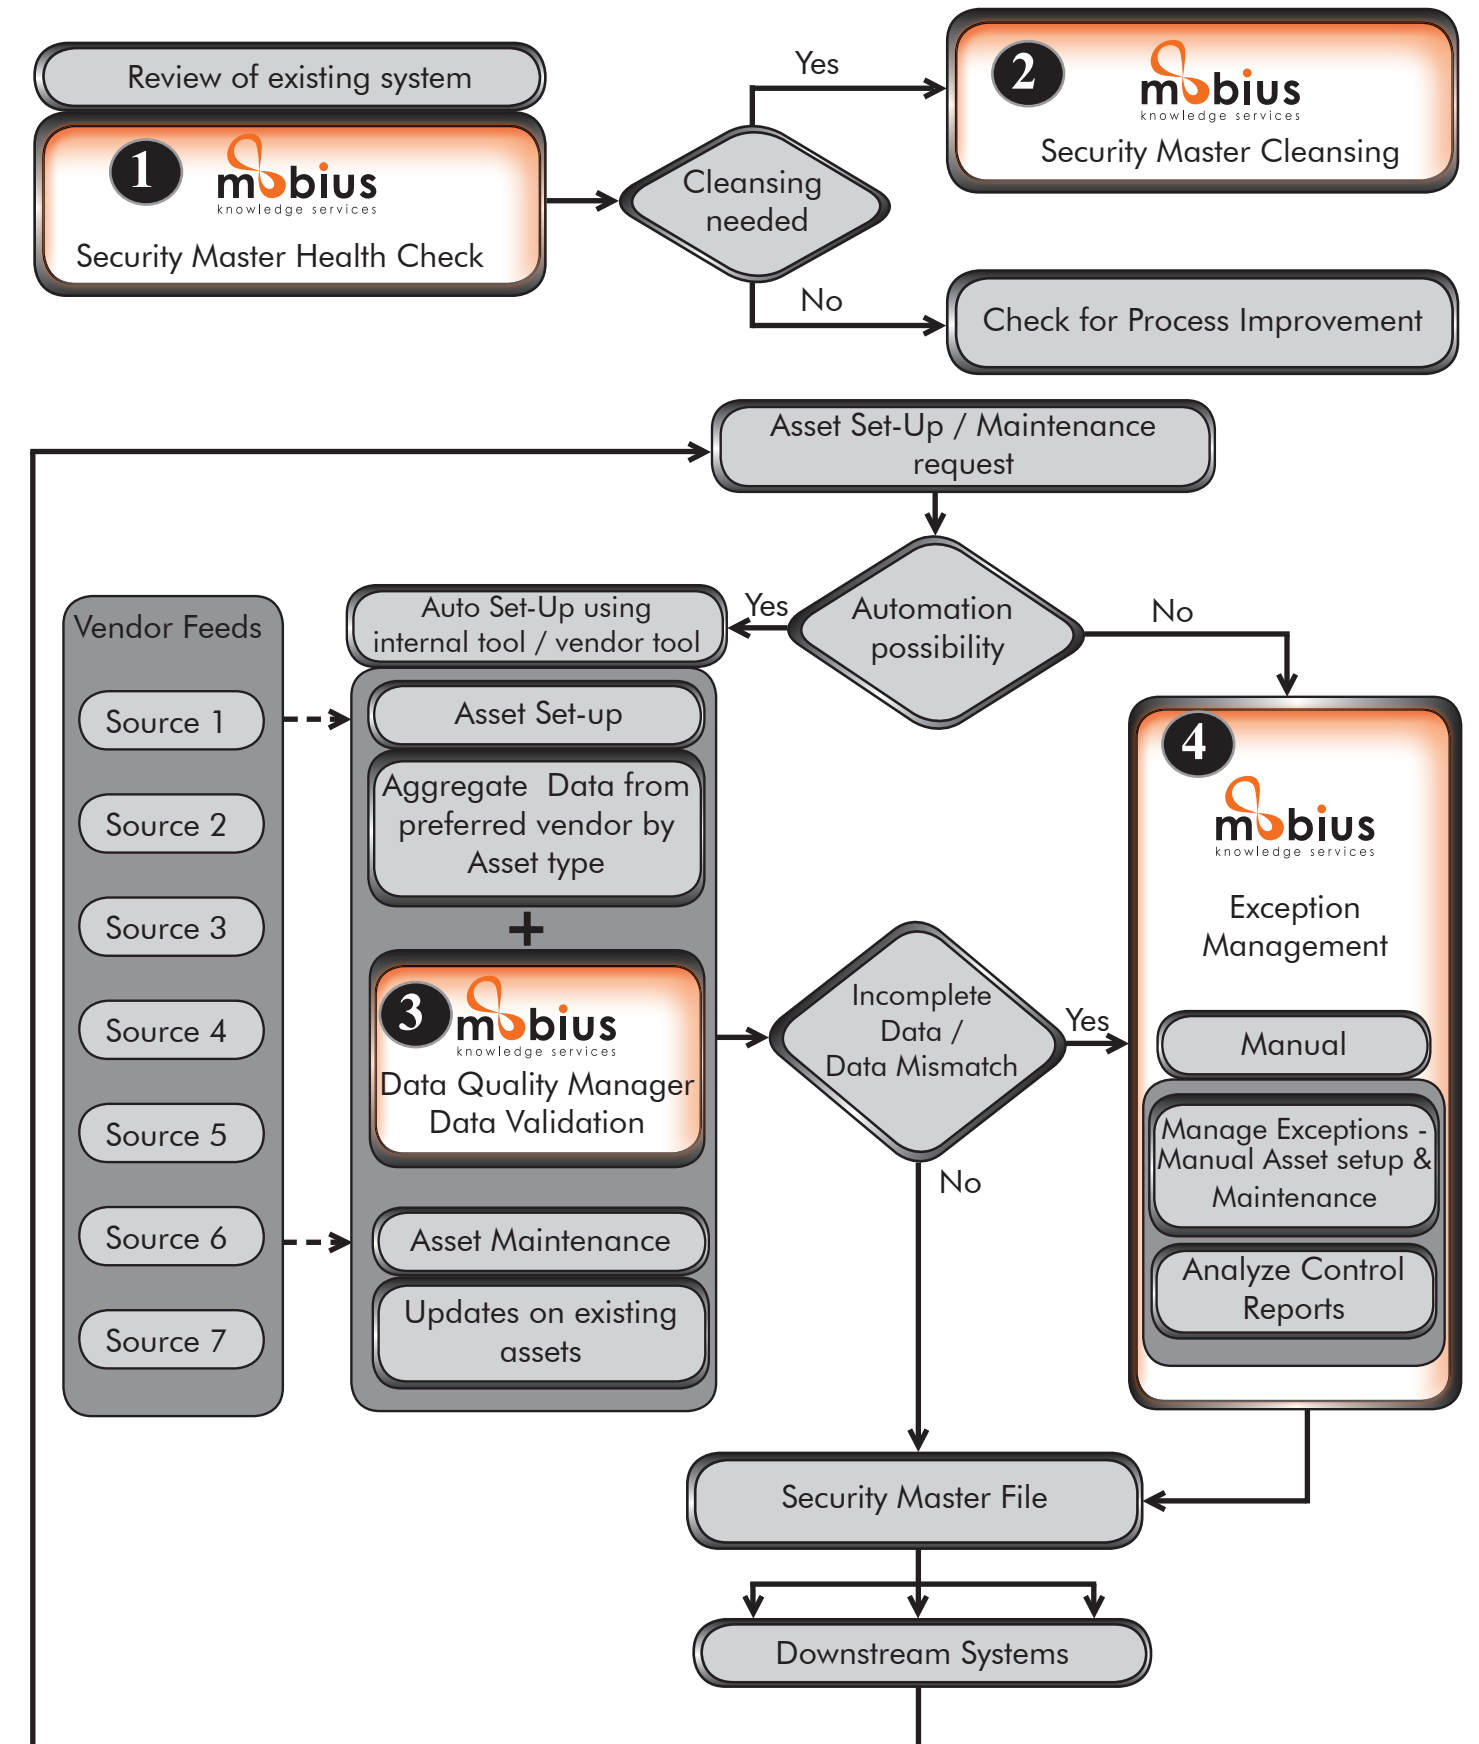 Review of existing system
1
mobius
knowledge services
Security Master Health Check
Cleansing
needed
Yes
No
2
mobius
knowledge services
Security Master Cleansing
Check for Process Improvement
Asset Set-Up / Maintenance
request
Automation
possibility
Yes
No
Vendor Feeds
Source 1
Source 2
Source 3
Source 4
Source 5
Source 6
Source 7
Auto Set-Up using
internal tool / vendor tool
Asset Set-up
Aggregate Data from
preferred vendor by
Asset type
+
3
mobius
knowledge services
Data Quality Manager
Data Validation
Asset Maintenance
Updates on existing
assets
Incomplete
Data /
Data Mismatch
Yes
No
4
mobius
knowledge services
Exception
Management
Manual
Manage Exceptions -
Manual Asset setup &
Maintenance
Analyze Control
Reports
Security Master File
Downstream Systems